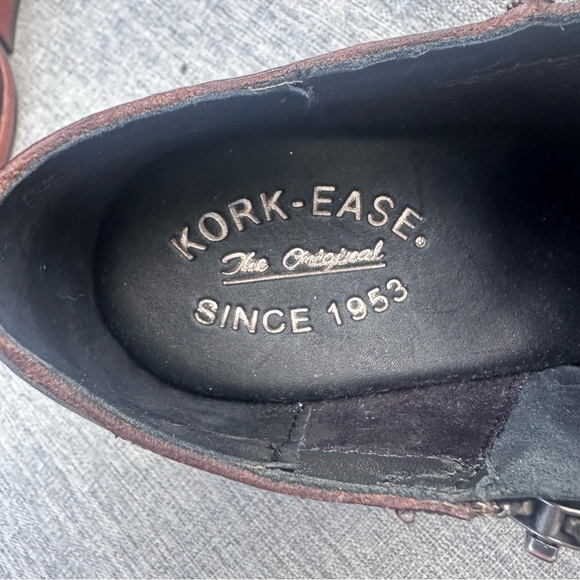 KORK-EASE®
The Original
SINCE 1953